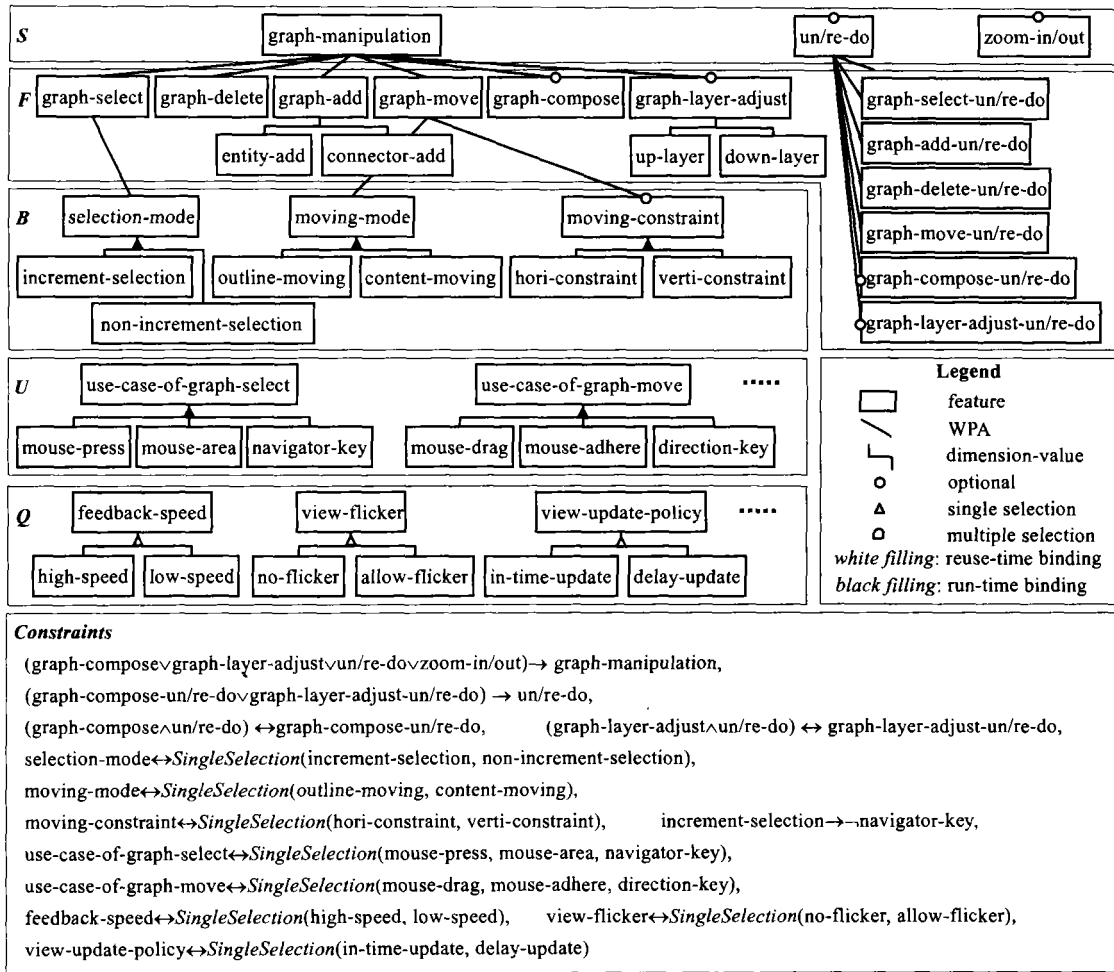 S graph-manipulation un/re-do zoom-in/out
F graph-select graph-delete graph-add graph-move graph-compose graph-layer-adjust
entity-add connector-add up-layer down-layer
graph-select-un/re-do
graph-add-un/re-do
graph-delete-un/re-do
graph-move-un/re-do
graph-compose-un/re-do
graph-layer-adjust-un/re-do
B selection-mode moving-mode moving-constraint
increment-selection outline-moving content-moving hori-constraint verti-constraint
non-increment-selection
U use-case-of-graph-select use-case-of-graph-move .....
mouse-press mouse-area navigator-key mouse-drag mouse-adhere direction-key
Q feedback-speed view-flicker view-update-policy .....
high-speed low-speed no-flicker allow-flicker in-time-update delay-update
Legend
feature
WPA
dimension-value
optional
single selection
multiple selection
white filling: reuse-time binding
black filling: run-time binding
Constraints
(graph-compose∨graph-layer-adjust∨un/re-do∨zoom-in/out)→ graph-manipulation,
(graph-compose-un/re-do∨graph-layer-adjust-un/re-do) → un/re-do,
(graph-compose∧un/re-do) ↔graph-compose-un/re-do, (graph-layer-adjust∧un/re-do) ↔ graph-layer-adjust-un/re-do,
selection-mode↔SingleSelection(increment-selection, non-increment-selection),
moving-mode↔SingleSelection(outline-moving, content-moving),
moving-constraint↔SingleSelection(hori-constraint, verti-constraint), increment-selection→¬navigator-key,
use-case-of-graph-select↔SingleSelection(mouse-press, mouse-area, navigator-key),
use-case-of-graph-move↔SingleSelection(mouse-drag, mouse-adhere, direction-key),
feedback-speed↔SingleSelection(high-speed, low-speed), view-flicker↔SingleSelection(no-flicker, allow-flicker),
view-update-policy↔SingleSelection(in-time-update, delay-update)